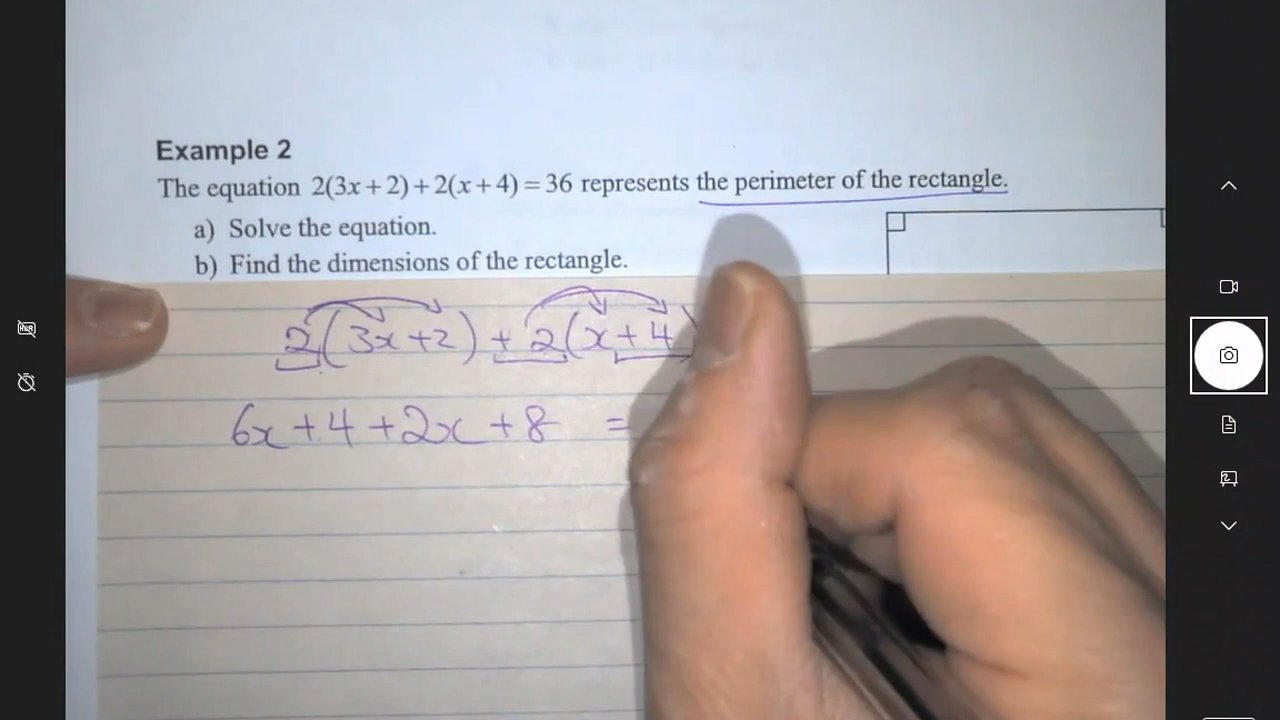 Example 2
The equation 2(3x + 2) + 2(x + 4) = 36 represents the perimeter of the rectangle.
a) Solve the equation.
b) Find the dimensions of the rectangle.
2(3x+2) + 2(x+4)
6x + 4 + 2x + 8 =